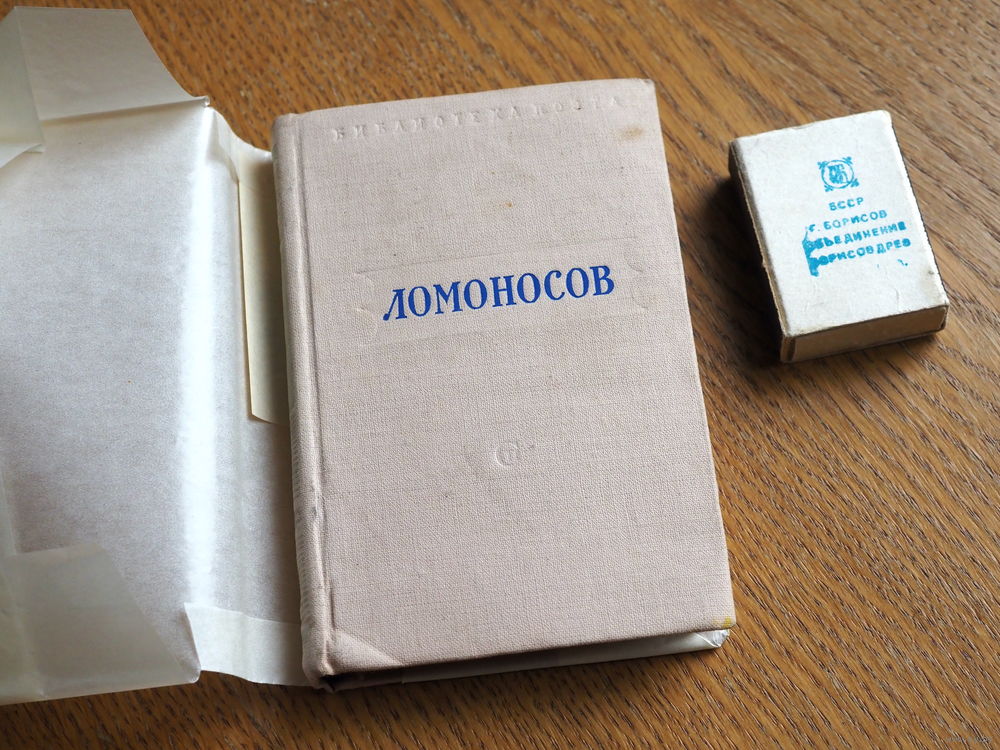 БИБЛИОТЕКА ПОЭТА
ЛОМОНОСОВ
БССР
г. БОРИСОВ
ОБЪЕДИНЕНИЕ
БОРИСОВДРЕВ